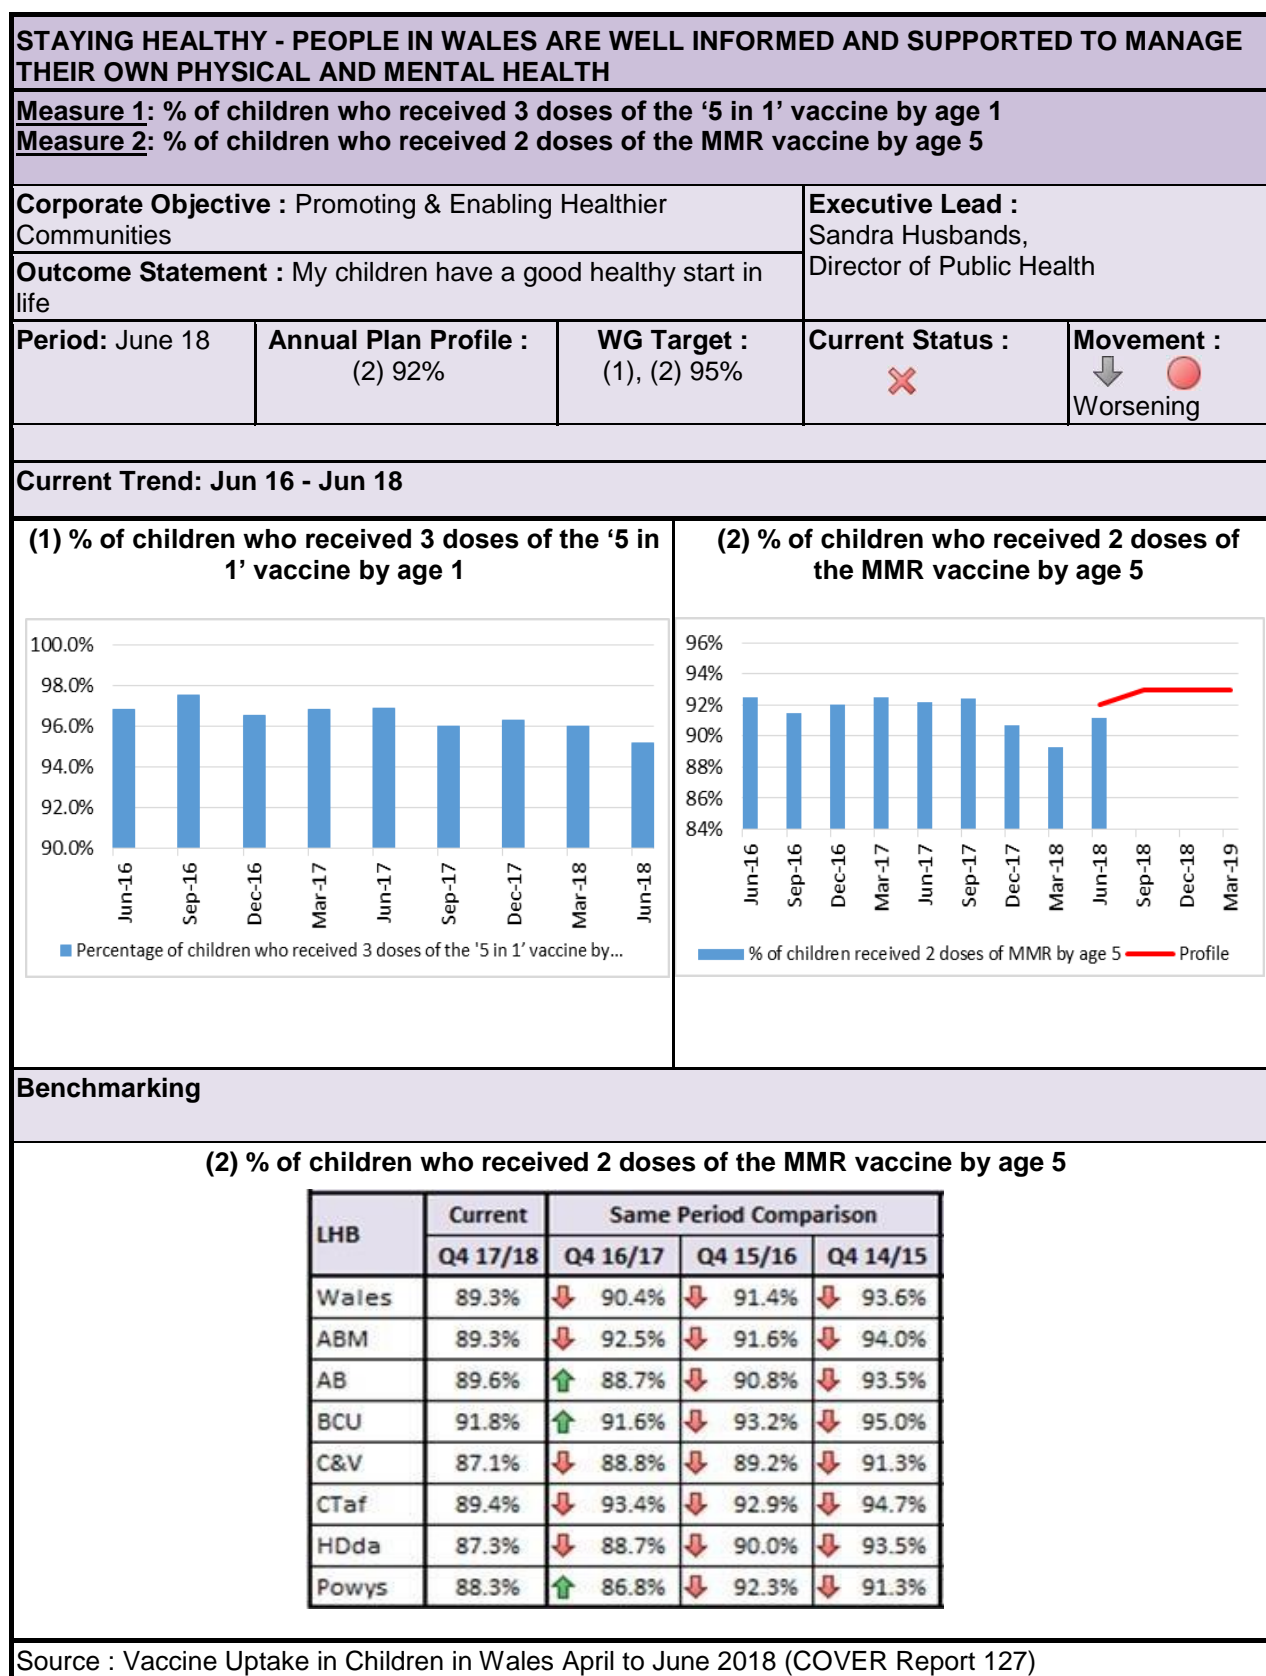 STAYING HEALTHY - PEOPLE IN WALES ARE WELL INFORMED AND SUPPORTED TO MANAGE
THEIR OWN PHYSICAL AND MENTAL HEALTH
Measure 1: % of children who received 3 doses of the ‘5 in 1’ vaccine by age 1
Measure 2: % of children who received 2 doses of the MMR vaccine by age 5
Corporate Objective : Promoting & Enabling Healthier
Communities
Outcome Statement : My children have a good healthy start in
life
Executive Lead :
Sandra Husbands,
Director of Public Health
Period: June 18
Annual Plan Profile :
(2) 92%
WG Target :
(1), (2) 95%
Current Status :
Movement :
Worsening
Current Trend: Jun 16 - Jun 18
(1) % of children who received 3 doses of the ‘5 in
1’ vaccine by age 1
100.0%
98.0%
96.0%
94.0%
92.0%
90.0%
Jun-16 Sep-16 Dec-16 Mar-17 Jun-17 Sep-17 Dec-17 Mar-18 Jun-18
Percentage of children who received 3 doses of the '5 in 1’ vaccine by...
(2) % of children who received 2 doses of
the MMR vaccine by age 5
96%
94%
92%
90%
88%
86%
84%
Jun-16 Sep-16 Dec-16 Mar-17 Jun-17 Sep-17 Dec-17 Mar-18 Jun-18 Sep-18 Dec-18 Mar-19
% of children received 2 doses of MMR by age 5 Profile
Benchmarking
(2) % of children who received 2 doses of the MMR vaccine by age 5
LHB Current Same Period Comparison
Q4 17/18 Q4 16/17 Q4 15/16 Q4 14/15
Wales 89.3% 90.4% 91.4% 93.6%
ABM 89.3% 92.5% 91.6% 94.0%
AB 89.6% 88.7% 90.8% 93.5%
BCU 91.8% 91.6% 93.2% 95.0%
C&V 87.1% 88.8% 89.2% 91.3%
CTaf 89.4% 93.4% 92.9% 94.7%
HDda 87.3% 88.7% 90.0% 93.5%
Powys 88.3% 86.8% 92.3% 91.3%
Source : Vaccine Uptake in Children in Wales April to June 2018 (COVER Report 127)